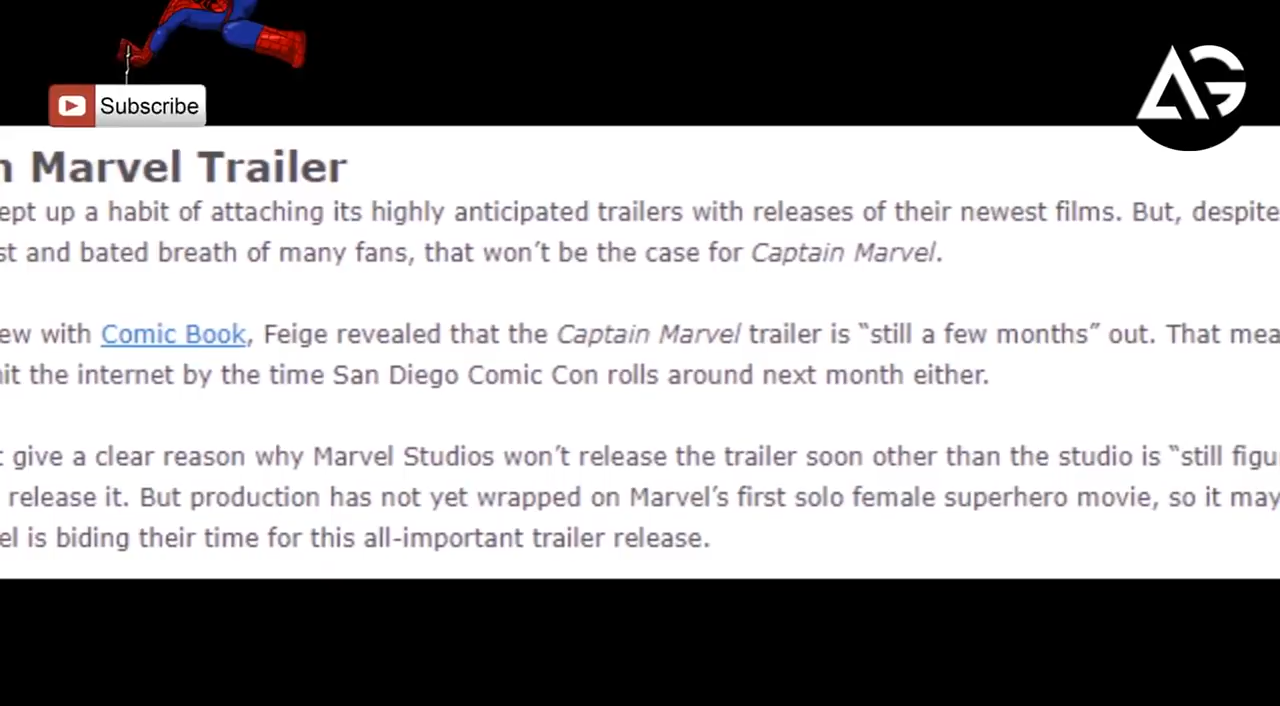 Subscribe
AG
n Marvel Trailer
ept up a habit of attaching its highly anticipated trailers with releases of their newest films. But, despite
st and bated breath of many fans, that won’t be the case for Captain Marvel.
ew with Comic Book, Feige revealed that the Captain Marvel trailer is “still a few months” out. That mea
it the internet by the time San Diego Comic Con rolls around next month either.
t give a clear reason why Marvel Studios won’t release the trailer soon other than the studio is “still figu
release it. But production has not yet wrapped on Marvel’s first solo female superhero movie, so it may
el is biding their time for this all-important trailer release.